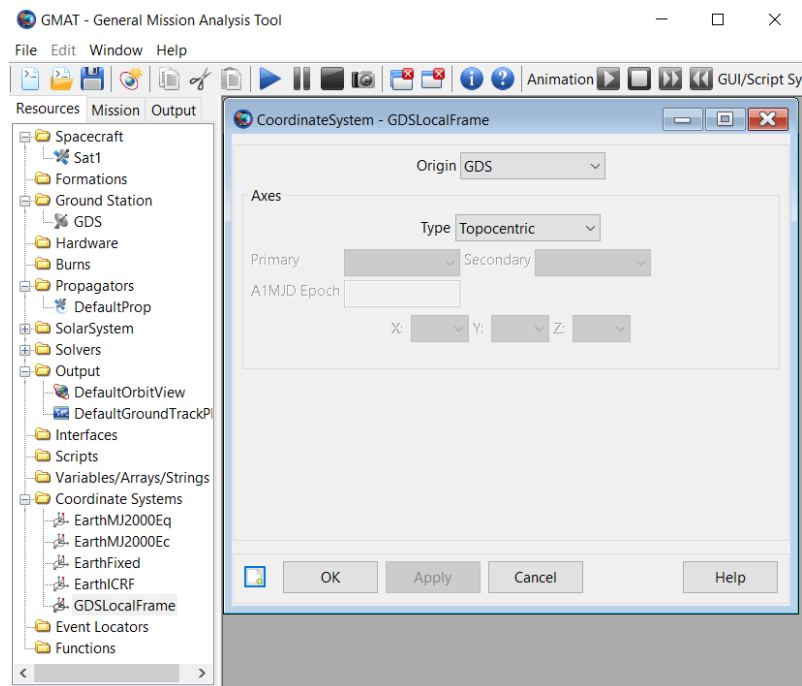 GMAT - General Mission Analysis Tool
File Edit Window Help
Animation GUI/Script Sy
Resources Mission Output
Spacecraft
Sat1
Formations
Ground Station
GDS
Hardware
Burns
Propagators
DefaultProp
SolarSystem
Solvers
Output
DefaultOrbitView
DefaultGroundTrackPl
Interfaces
Scripts
Variables/Arrays/Strings
Coordinate Systems
EarthMJ2000Eq
EarthMJ2000Ec
EarthFixed
EarthICRF
GDSLocalFrame
Event Locators
Functions
CoordinateSystem - GDSLocalFrame
Origin GDS
Axes
Type Topocentric
Primary Secondary
A1MJD Epoch
X: Y: Z:
OK Apply Cancel Help